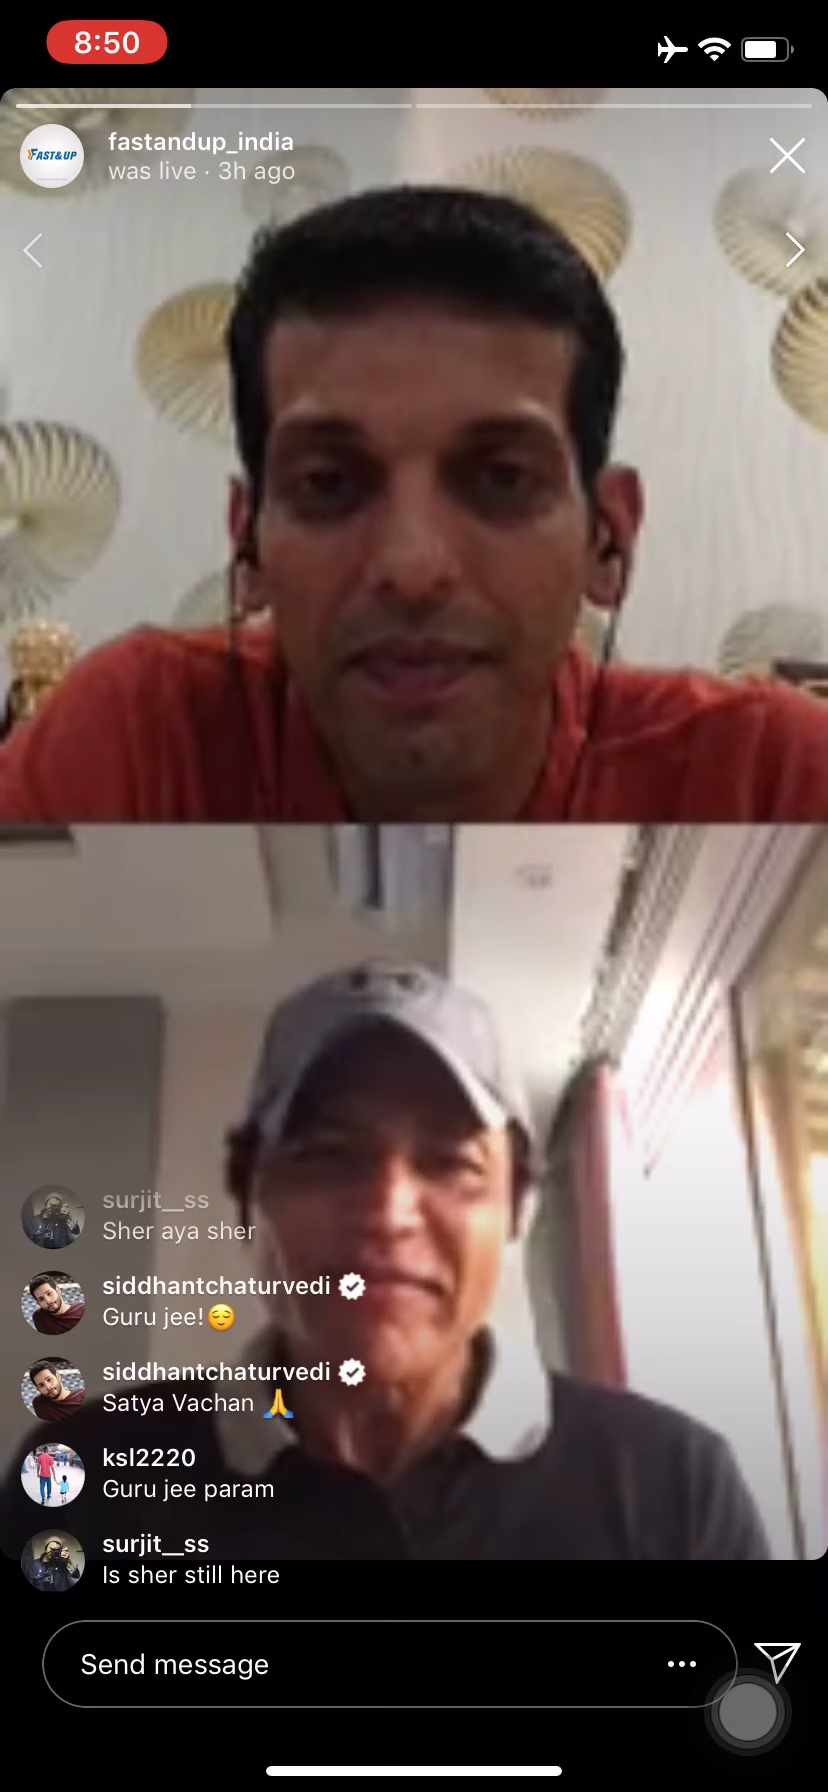 8:50
FAST&UP
fastandup_india
was live · 3h ago
surjit__ss
Sher aya sher
siddhantchaturvedi
Guru jee!😌
siddhantchaturvedi
Satya Vachan 🙏
ksl2220
Guru jee param
surjit__ss
Is sher still here
Send message